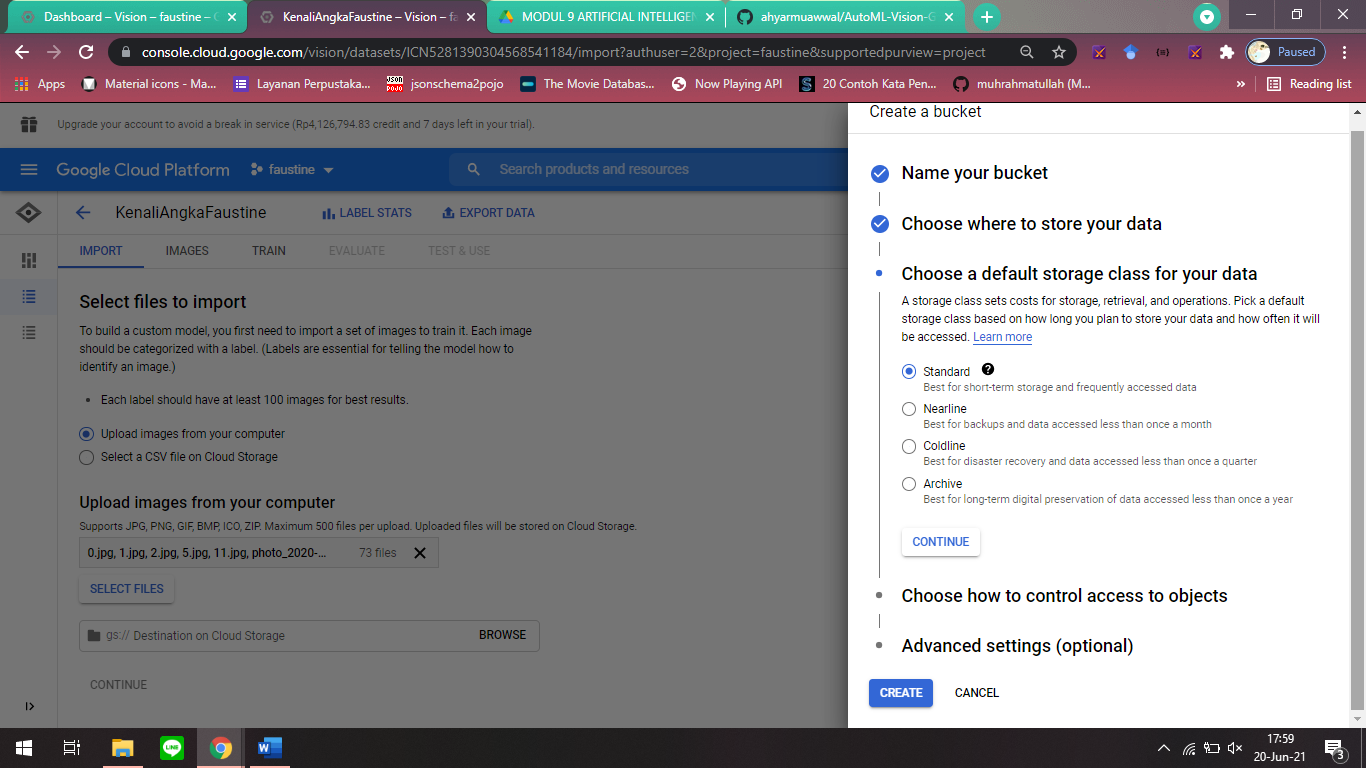 Dashboard – Vision – faustine – G
KenaliAngkaFaustine – Vision – fa
MODUL 9 ARTIFICIAL INTELLIGEN
ahyarmuawwal/AutoML-Vision-G
console.cloud.google.com/vision/datasets/ICN5281390304568541184/import?authuser=2&project=faustine&supportedpurview=project
Paused
Apps
Material icons - Ma...
Layanan Perpustaka...
jsonschema2pojo
The Movie Databas...
Now Playing API
20 Contoh Kata Pen...
muhrahmatullah (M...
»
Reading list
Upgrade your account to avoid a break in service (Rp4,126,794.83 credit and 7 days left in your trial).
Google Cloud Platform
faustine
Search products and resources
KenaliAngkaFaustine
LABEL STATS
EXPORT DATA
IMPORT
IMAGES
TRAIN
EVALUATE
TEST & USE
Select files to import
To build a custom model, you first need to import a set of images to train it. Each image
should be categorized with a label. (Labels are essential for telling the model how to
identify an image.)
• Each label should have at least 100 images for best results.
Upload images from your computer
Select a CSV file on Cloud Storage
Upload images from your computer
Supports JPG, PNG, GIF, BMP, ICO, ZIP. Maximum 500 files per upload. Uploaded files will be stored on Cloud Storage.
0.jpg, 1.jpg, 2.jpg, 5.jpg, 11.jpg, photo_2020-...
73 files
SELECT FILES
gs:// Destination on Cloud Storage
BROWSE
CONTINUE
Create a bucket
Name your bucket
Choose where to store your data
Choose a default storage class for your data
A storage class sets costs for storage, retrieval, and operations. Pick a default
storage class based on how long you plan to store your data and how often it will
be accessed. Learn more
Standard
Best for short-term storage and frequently accessed data
Nearline
Best for backups and data accessed less than once a month
Coldline
Best for disaster recovery and data accessed less than once a quarter
Archive
Best for long-term digital preservation of data accessed less than once a year
CONTINUE
Choose how to control access to objects
Advanced settings (optional)
CREATE
CANCEL
17:59
20-Jun-21
3